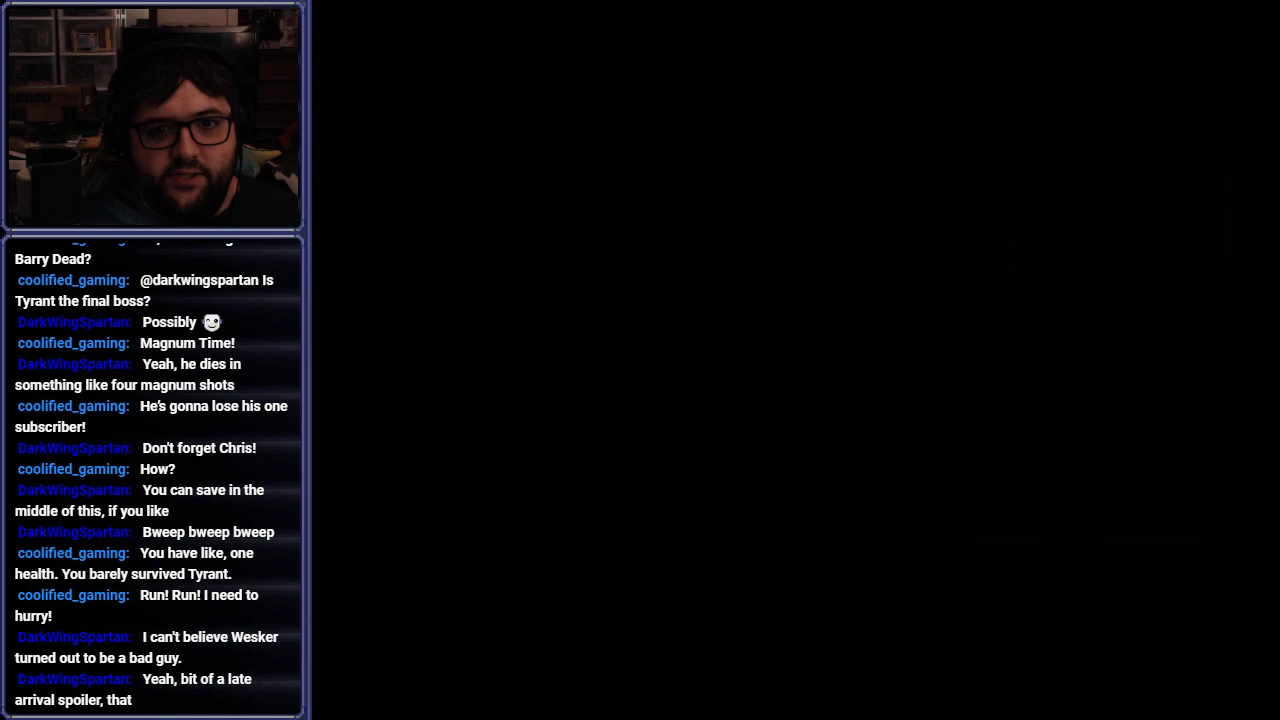 Barry Dead?
coolified_gaming: @darkwingspartan Is
Tyrant the final boss?
DarkWingSpartan: Possibly
coolified_gaming: Magnum Time!
DarkWingSpartan: Yeah, he dies in
something like four magnum shots
coolified_gaming: He's gonna lose his one
subscriber!
DarkWingSpartan: Don't forget Chris!
coolified_gaming: How?
DarkWingSpartan: You can save in the
middle of this, if you like
DarkWingSpartan: Bweep bweep bweep
coolified_gaming: You have like, one
health. You barely survived Tyrant.
coolified_gaming: Run! Run! I need to
hurry!
DarkWingSpartan: I can't believe Wesker
turned out to be a bad guy.
DarkWingSpartan: Yeah, bit of a late
arrival spoiler, that